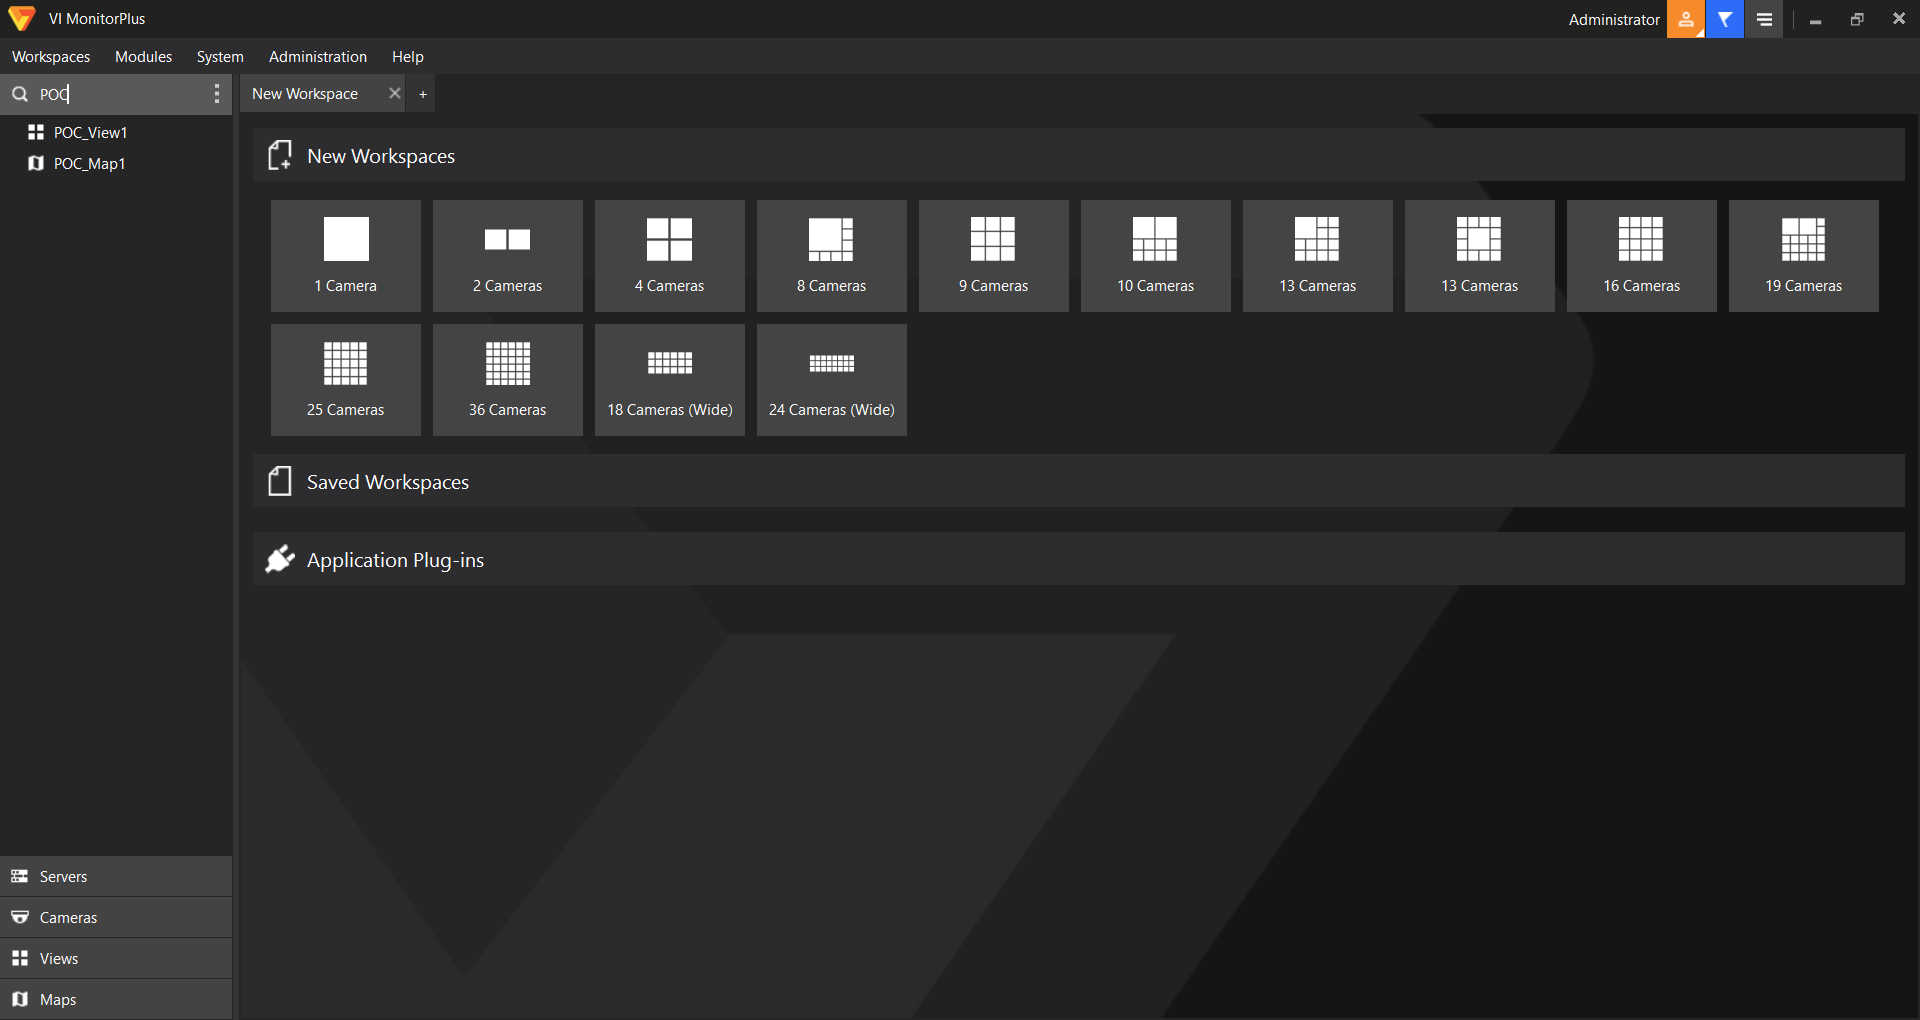 VI MonitorPlus
Administrator
Workspaces Modules System Administration Help
POC
New Workspace +
POC_View1
POC_Map1
New Workspaces
1 Camera 2 Cameras 4 Cameras 8 Cameras 9 Cameras 10 Cameras 13 Cameras 13 Cameras 16 Cameras 19 Cameras
25 Cameras 36 Cameras 18 Cameras (Wide) 24 Cameras (Wide)
Saved Workspaces
Application Plug-ins
Servers
Cameras
Views
Maps